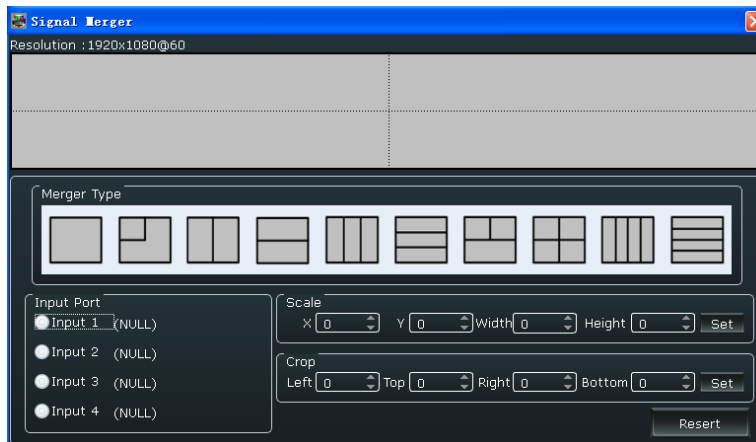 Signal Merger
Resolution :1920x1080@60
Merger Type
Input Port
Input 1 (NULL)
Input 2 (NULL)
Input 3 (NULL)
Input 4 (NULL)
Scale
X 0 Y 0 Width 0 Height 0 Set
Crop
Left 0 Top 0 Right 0 Bottom 0 Set
Resert